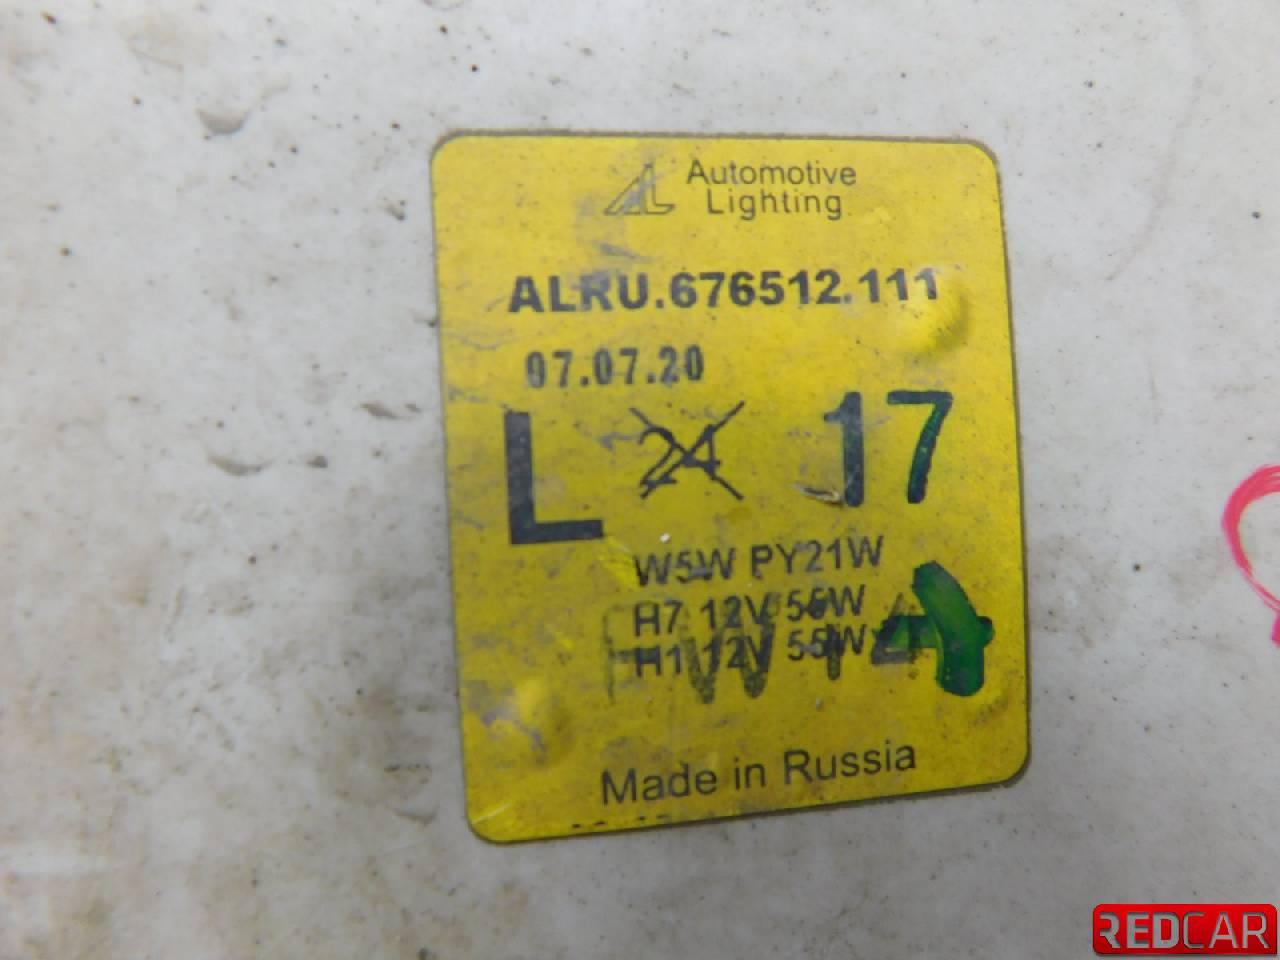 AL Automotive
Lighting
ALRU.676512.111
07.07.20
L 24 17
W5W PY21W
H7 12V 55W
H1 12V 55W
Made in Russia
REDCAR